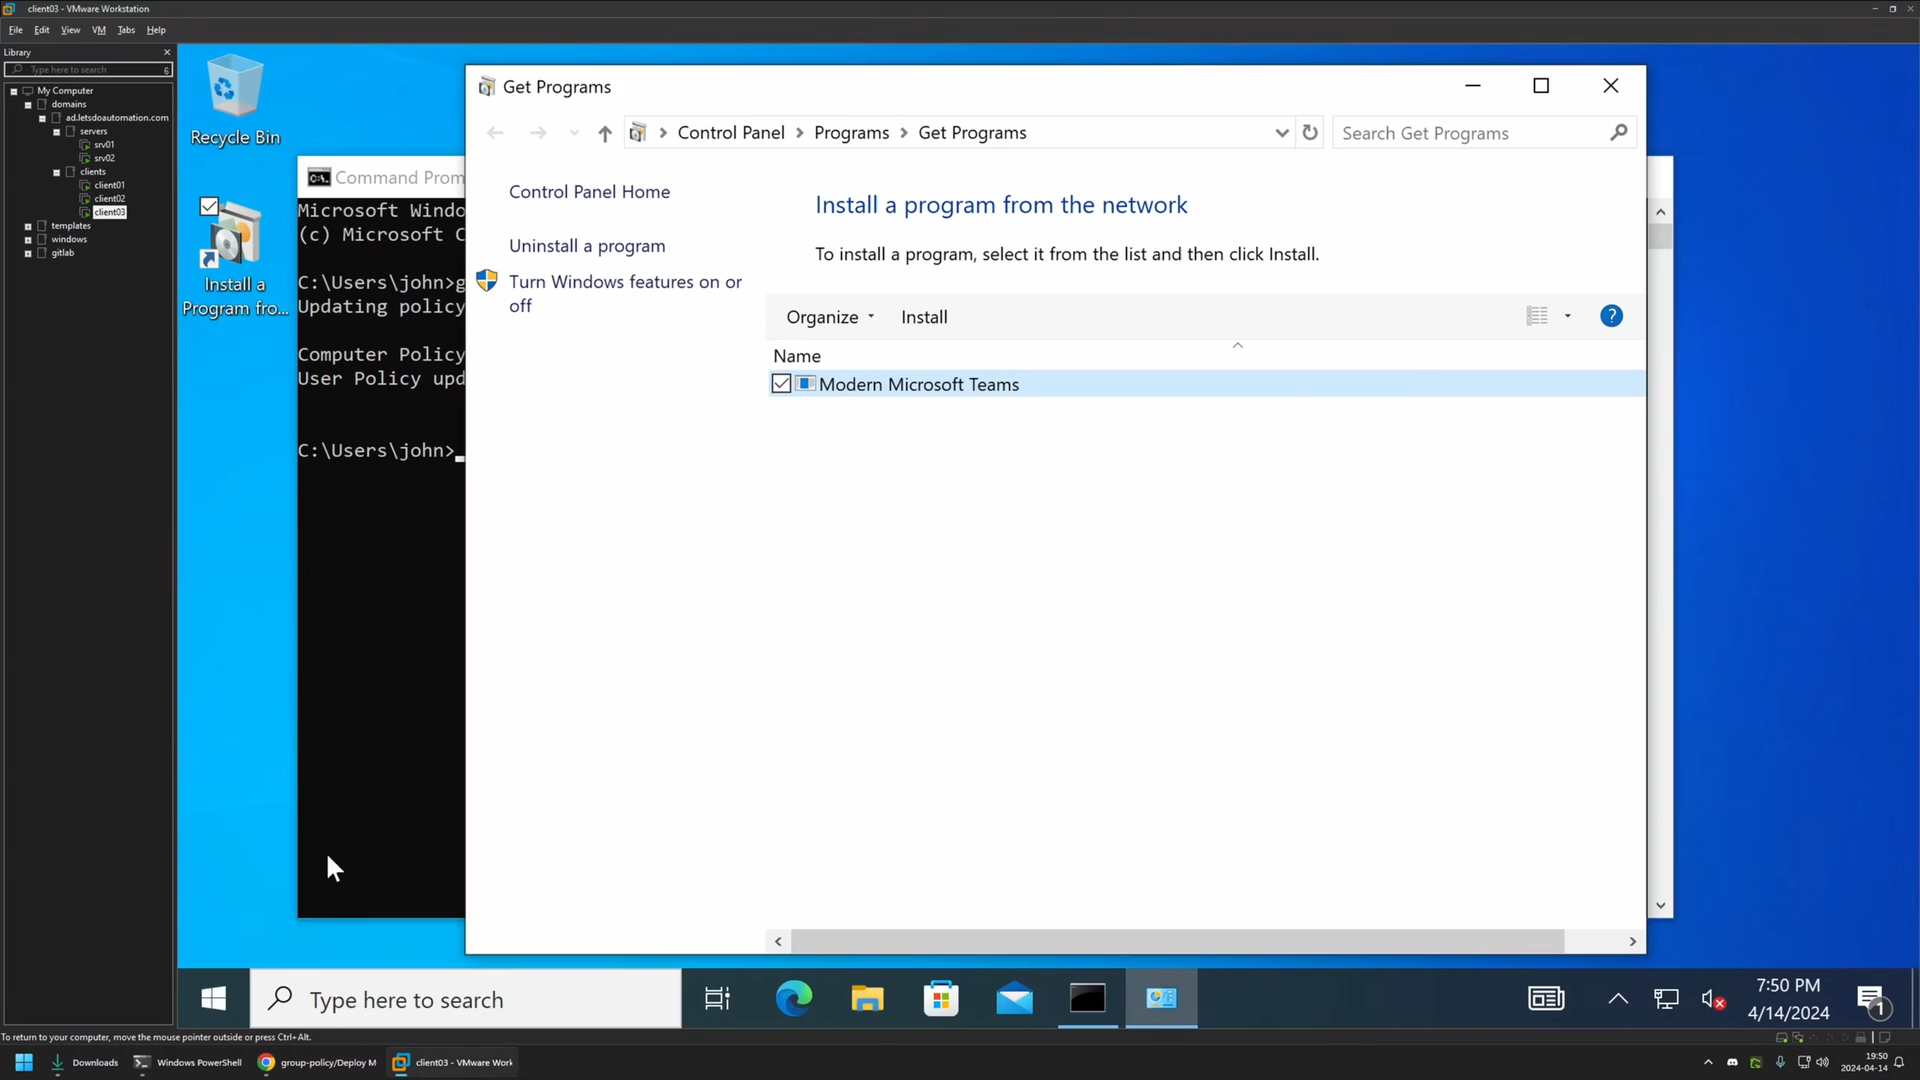 client03 - VMware Workstation
File Edit View VM Tabs Help
Library
Type here to search
6
My Computer
domains
ad.letsdoautomation.com
servers
srv01
srv02
clients
client01
client02
client03
templates
windows
gitlab
Recycle Bin
Install a
Program fro...
Command Prom
Microsoft Windo
(c) Microsoft C
C:\Users\john>g
Updating policy
Computer Policy
User Policy upd
C:\Users\john>
Get Programs
Control Panel > Programs > Get Programs
Search Get Programs
Control Panel Home
Uninstall a program
Turn Windows features on or
off
Install a program from the network
To install a program, select it from the list and then click Install.
Organize Install
Name
Modern Microsoft Teams
Type here to search
7:50 PM
4/14/2024
1
To return to your computer, move the mouse pointer outside or press Ctrl+Alt.
Downloads
Windows PowerShell
group-policy/Deploy M
client03 - VMware Work
19:50
2024-04-14